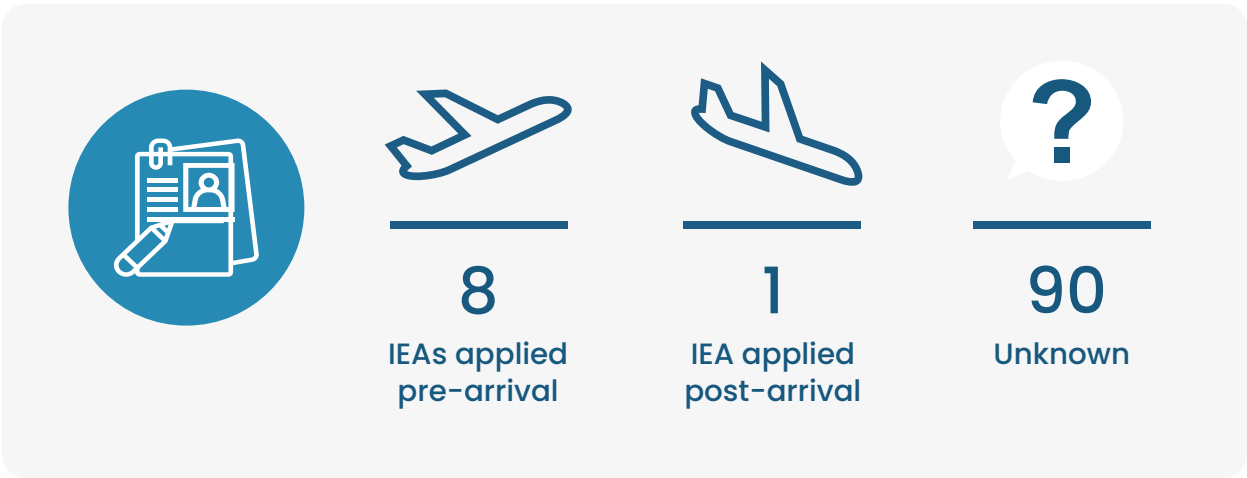 8
IEAs applied
pre-arrival
1
IEA applied
post-arrival
?
90
Unknown